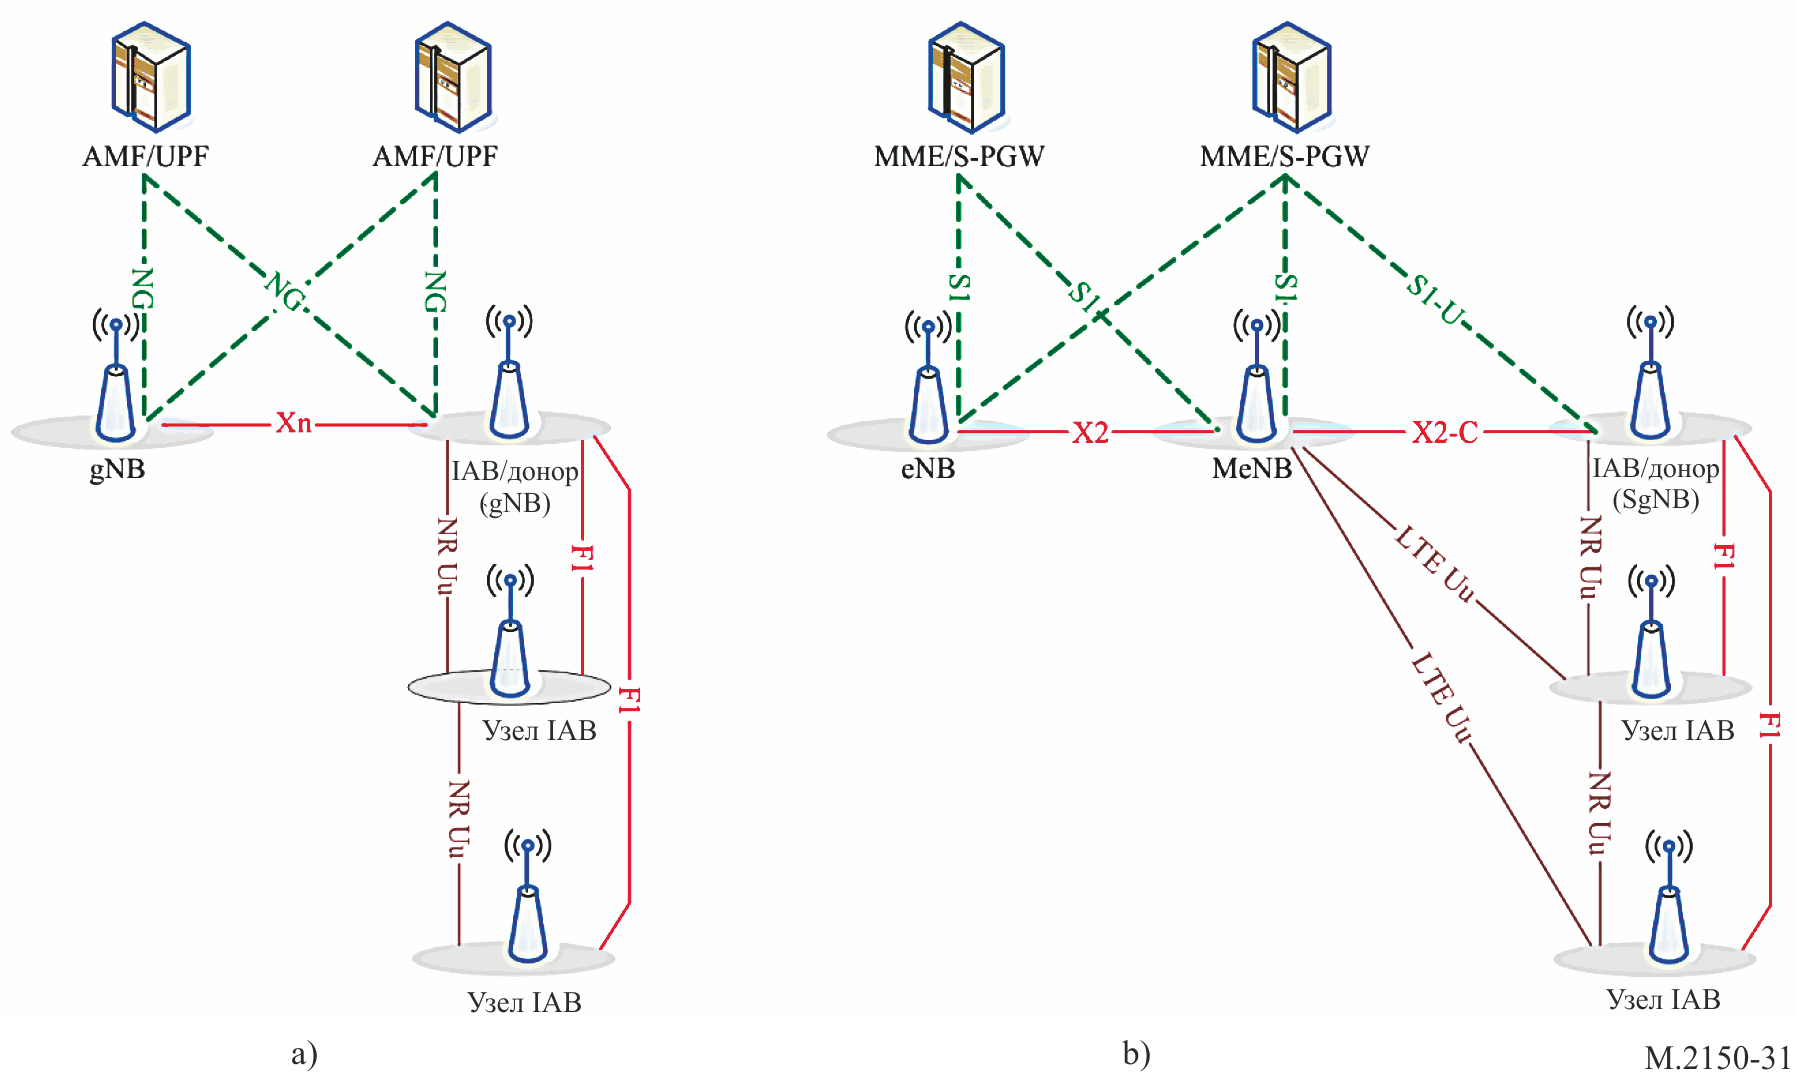 AMF/UPF
AMF/UPF
NG
NG
NG
Xn
gNB
IAB/донор
(gNB)
NR Uu
F1
F1
Узел IAB
NR Uu
Узел IAB
a)
MME/S-PGW
MME/S-PGW
S1
S1
S1
S1-U
X2
X2-C
eNB
MeNB
IAB/донор
(SgNB)
LTE Uu
NR Uu
F1
LTE Uu
F1
Узел IAB
NR Uu
Узел IAB
b)
M.2150-31